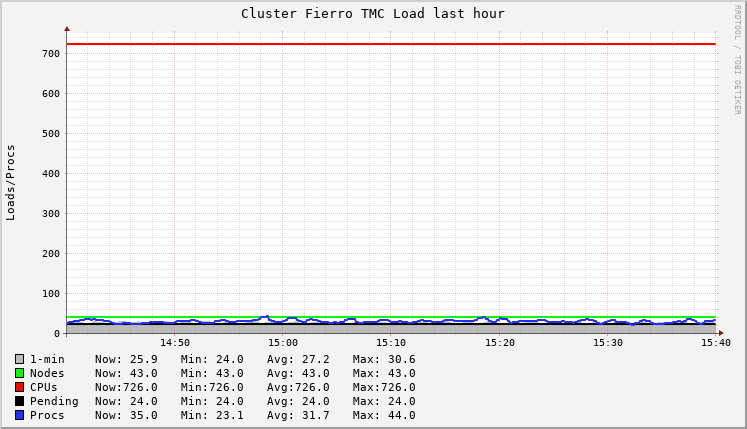 Cluster Fierro TMC Load last hour
RRDTOOL / TOBI OETIKER
Loads/Procs
700
600
500
400
300
200
100
0
14:50 15:00 15:10 15:20 15:30 15:40
1-min Now: 25.9 Min: 24.0 Avg: 27.2 Max: 30.6
Nodes Now: 43.0 Min: 43.0 Avg: 43.0 Max: 43.0
CPUs Now:726.0 Min:726.0 Avg:726.0 Max:726.0
Pending Now: 24.0 Min: 24.0 Avg: 24.0 Max: 24.0
Procs Now: 35.0 Min: 23.1 Avg: 31.7 Max: 44.0